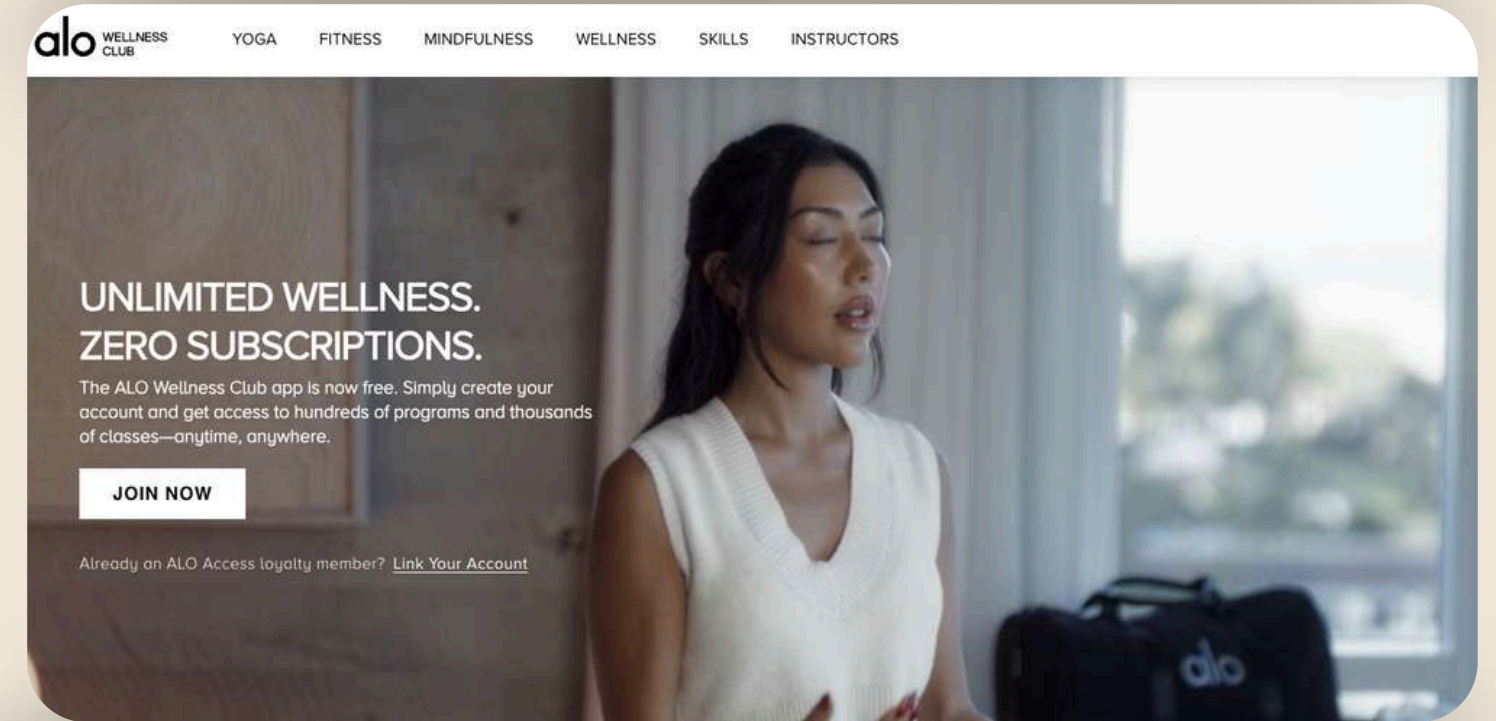 alo WELLNESS
CLUB
YOGA FITNESS MINDFULNESS WELLNESS SKILLS INSTRUCTORS
UNLIMITED WELLNESS.
ZERO SUBSCRIPTIONS.
The ALO Wellness Club app is now free. Simply create your
account and get access to hundreds of programs and thousands
of classes—anytime, anywhere.
JOIN NOW
Already an ALO Access loyalty member? Link Your Account
alo